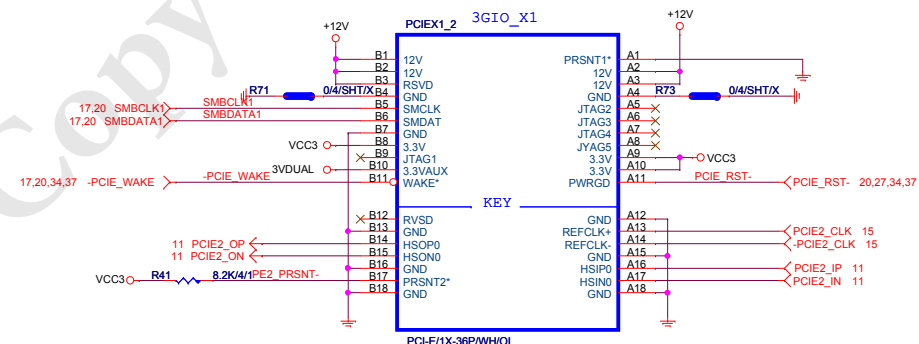 3GIO_X1
+12V
PCIEX1_2
+12V
B1 12V PRSNT1* A1
B2 12V 12V A2
B3 RSVD 12V A3
R71 0/4/SHT/X B4 GND GND A4 R73 0/4/SHT/X
17,20 SMBCLK1 SMBCLK1 B5 SMCLK JTAG2 A5
17,20 SMBDATA1 SMBDATA1 B6 SMDAT JTAG3 A6
B7 GND JTAG4 A7
VCC3 B8 3.3V JYAG5 A8
B9 JTAG1 3.3V A9 VCC3
3VDUAL B10 3.3VAUX 3.3V A10
17,20,34,37 -PCIE_WAKE -PCIE_WAKE B11 WAKE* PWRGD A11 PCIE_RST- PCIE_RST- 20,27,34,37
KEY
B12 RVSD GND A12
B13 GND REFCLK+ A13 PCIE2_CLK 15
11 PCIE2_OP B14 HSOP0 REFCLK- A14 -PCIE2_CLK 15
11 PCIE2_ON B15 HSON0 GND A15
B16 GND HSIP0 A16 PCIE2_IP 11
VCC3 R41 8.2K/4/1 PE2_PRSNT- B17 PRSNT2* HSIN0 A17 PCIE2_IN 11
B18 GND GND A18
PCI-E/1X-36P/WH/OL
Copy